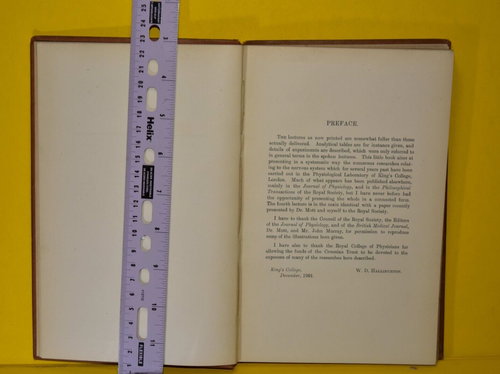 Helix
PREFACE.
THE lectures as now printed are somewhat fuller than those
actually delivered. Analytical tables are for instance given, and
details of experiments are described, which were only referred to
in general terms in the spoken lectures. This little book aims at
presenting in a systematic way the numerous researches relating
to the nervous system which for several years past have been
carried out in the Physiological Laboratory of King's College,
London. Much of what appears has been published elsewhere,
mainly in the Journal of Physiology, and in the Philosophical
Transactions of the Royal Society, but I have never before had
the opportunity of presenting the whole in a connected form.
The fourth lecture is in the main identical with a paper recently
presented by Dr. Mott and myself to the Royal Society.
I have to thank the Council of the Royal Society, the Editors
of the Journal of Physiology, and of the British Medical Journal,
Dr. Mott and Mr. John Murray, for permission to reproduce
many of the illustrations here given.
I have also to thank the Royal College of Physicians for
allowing the funds of the Croonian Trust to be devoted to the
expenses of many of the researches here described.
King's College, W. D. HALLIBURTON.
December,